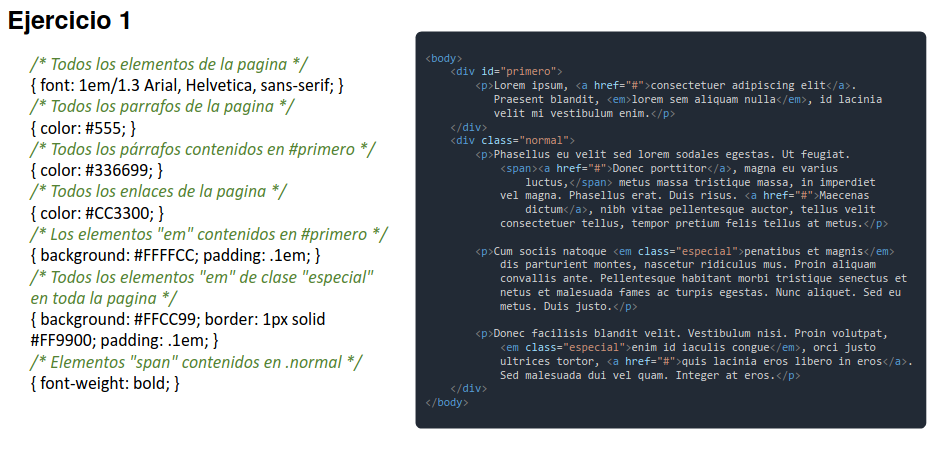 Ejercicio 1
/* Todos los elementos de la pagina */
{ font: 1em/1.3 Arial, Helvetica, sans-serif; }
/* Todos los parrafos de la pagina */
{ color: #555; }
/* Todos los párrafos contenidos en #primero */
{ color: #336699; }
/* Todos los enlaces de la pagina */
{ color: #CC3300; }
/* Los elementos "em" contenidos en #primero */
{ background: #FFFFCC; padding: .1em; }
/* Todos los elementos "em" de clase "especial"
en toda la pagina */
{ background: #FFCC99; border: 1px solid
#FF9900; padding: .1em; }
/* Elementos "span" contenidos en .normal */
{ font-weight: bold; }
<body>
<div id="primero">
<p>Lorem ipsum, <a href="#">consectetuer adipiscing elit</a>.
Praesent blandit, <em>lorem sem aliquam nulla</em>, id lacinia
velit mi vestibulum enim.</p>
</div>
<div class="normal">
<p>Phasellus eu velit sed lorem sodales egestas. Ut feugiat.
<span><a href="#">Donec porttitor</a>, magna eu varius
luctus,</span> metus massa tristique massa, in imperdiet
vel magna. Phasellus erat. Duis risus. <a href="#">Maecenas
dictum</a>, nibh vitae pellentesque auctor, tellus velit
consectetuer tellus, tempor pretium felis tellus at metus.</p>
<p>Cum sociis natoque <em class="especial">penatibus et magnis</em>
dis parturient montes, nascetur ridiculus mus. Proin aliquam
convallis ante. Pellentesque habitant morbi tristique senectus et
netus et malesuada fames ac turpis egestas. Nunc aliquet. Sed eu
metus. Duis justo.</p>
<p>Donec facilisis blandit velit. Vestibulum nisi. Proin volutpat,
<em class="especial">enim id iaculis congue</em>, orci justo
ultrices tortor, <a href="#">quis lacinia eros libero in eros</a>.
Sed malesuada dui vel quam. Integer at eros.</p>
</div>
</body>